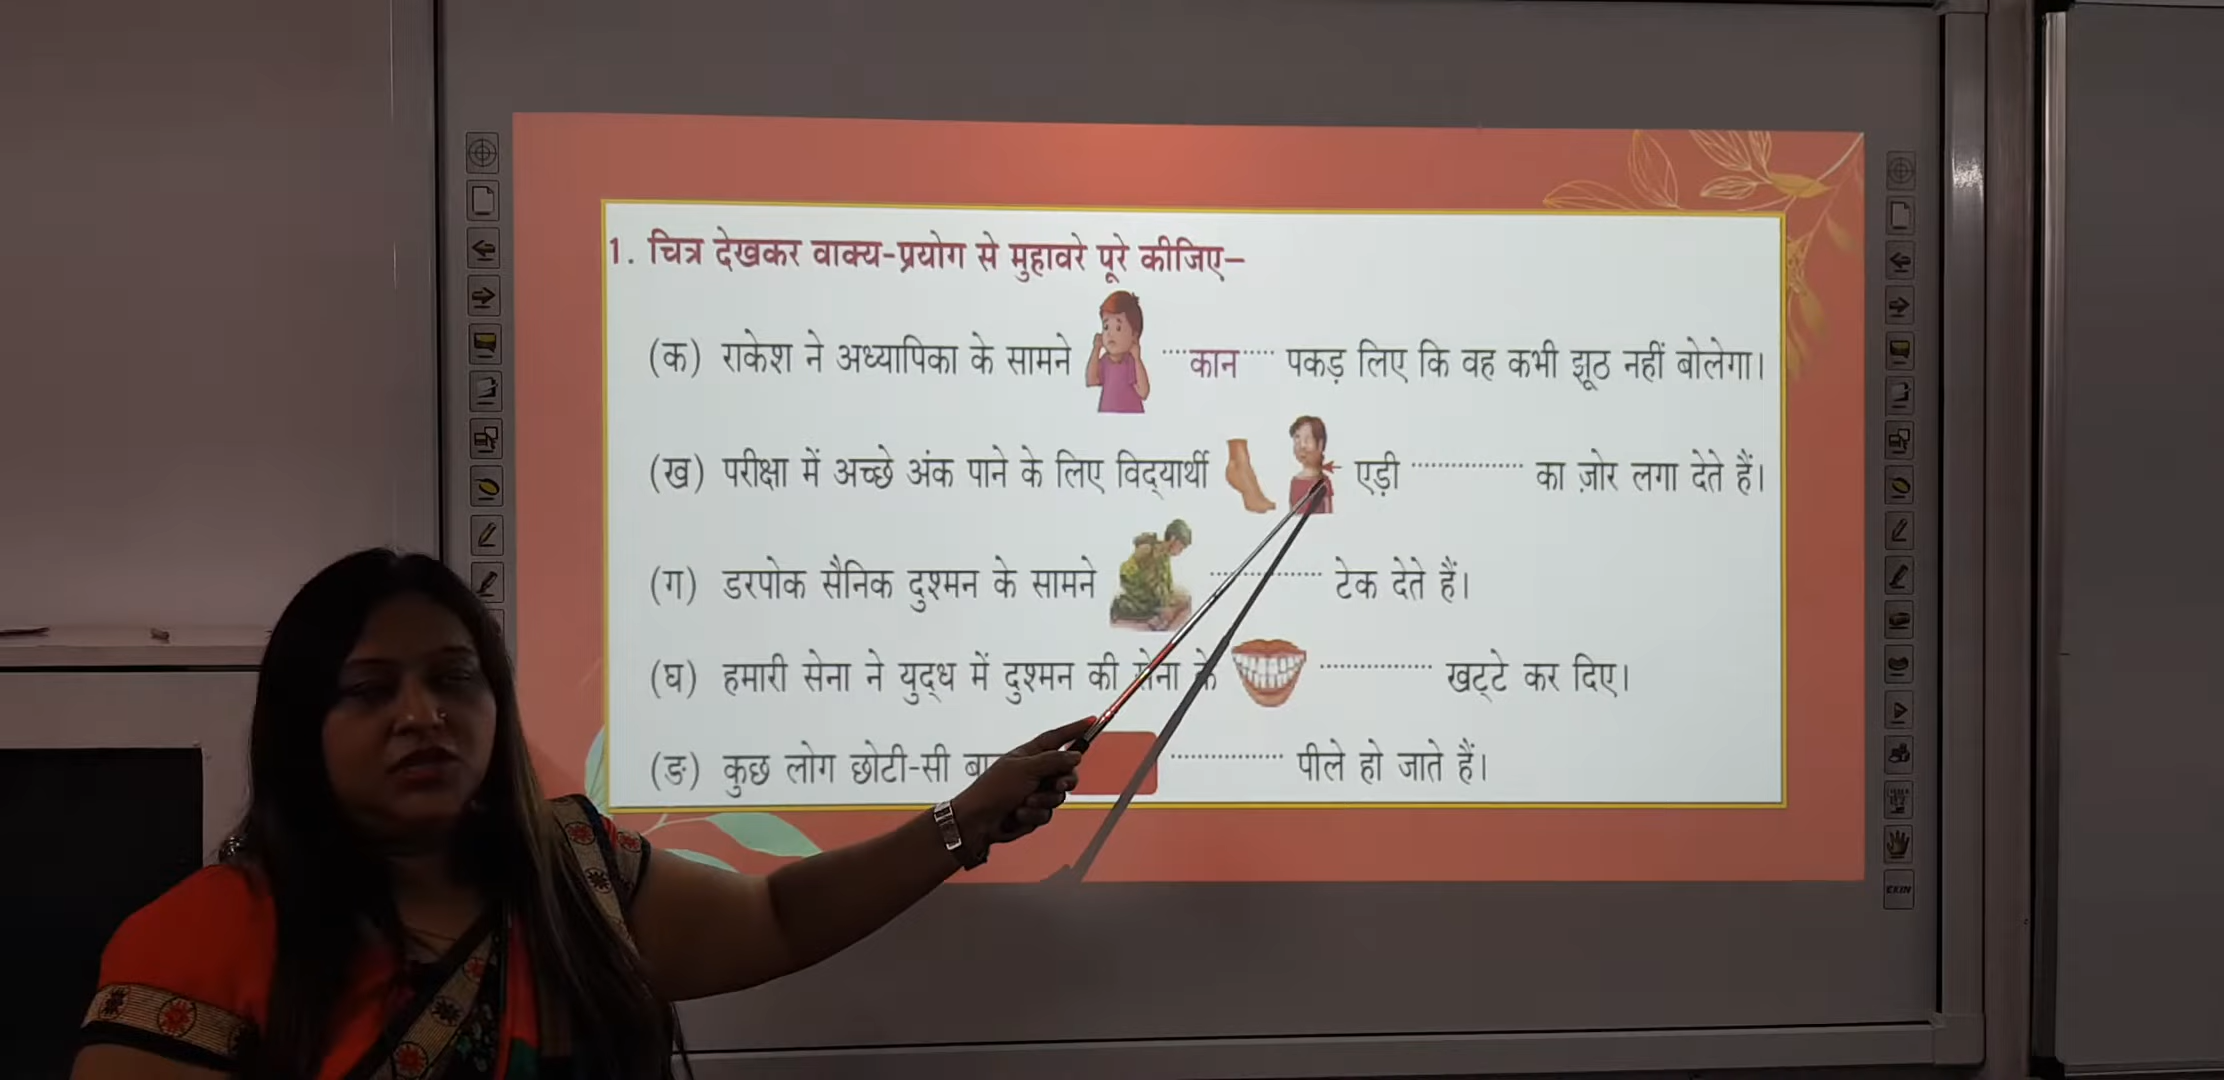 1. चित्र देखकर वाक्य-प्रयोग से मुहावरे पूरे कीजिए–
(क) राकेश ने अध्यापिका के सामने ....कान.... पकड़ लिए कि वह कभी झूठ नहीं बोलेगा।
(ख) परीक्षा में अच्छे अंक पाने के लिए विद्‌यार्थी एड़ी ................ का ज़ोर लगा देते हैं।
(ग) डरपोक सैनिक दुश्मन के सामने ................ टेक देते हैं।
(घ) हमारी सेना ने युद्‌ध में दुश्मन की सेना के ................ खट्‌टे कर दिए।
(ङ) कुछ लोग छोटी-सी ................ पीले हो जाते हैं।